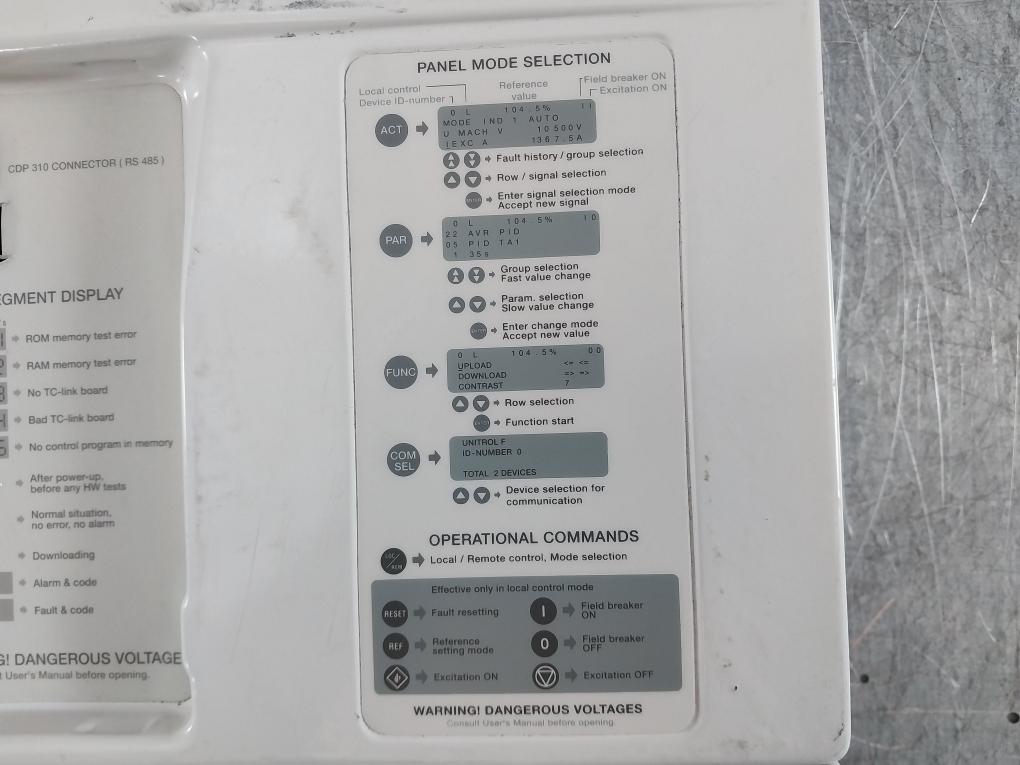 CDP 310 CONNECTOR ( RS 485 )
EGMENT DISPLAY
ROM memory test error
RAM memory test error
No TC-link board
Bad TC-link board
No control program in memory
After power-up,
before any HW tests
Normal situation,
no error, no alarm
Downloading
Alarm & code
Fault & code
G! DANGEROUS VOLTAGE
t User's Manual before opening.
PANEL MODE SELECTION
Local control
Device ID-number
Reference
value
Field breaker ON
Excitation ON
ACT
0 L 104.5% 11
MODE IND 1 AUTO
U MACH V 10500V
IEXC A 1367.5A
Fault history / group selection
Row / signal selection
ENTER
Enter signal selection mode
Accept new signal
PAR
0 L 104.5% 10
22 AVR PID
05 PID TA1
1.35s
Group selection
Fast value change
Param. selection
Slow value change
ENTER
Enter change mode
Accept new value
FUNC
0 L 104.5% 00
UPLOAD <= <=
DOWNLOAD => =>
CONTRAST 7
Row selection
ENTER
Function start
COM
SEL
UNITROL F
ID-NUMBER 0
TOTAL 2 DEVICES
Device selection for
communication
OPERATIONAL COMMANDS
LOC/
REM
Local / Remote control, Mode selection
Effective only in local control mode
RESET
Fault resetting
I
Field breaker
ON
REF
Reference
setting mode
0
Field breaker
OFF
Excitation ON
Excitation OFF
WARNING! DANGEROUS VOLTAGES
Consult User's Manual before opening.